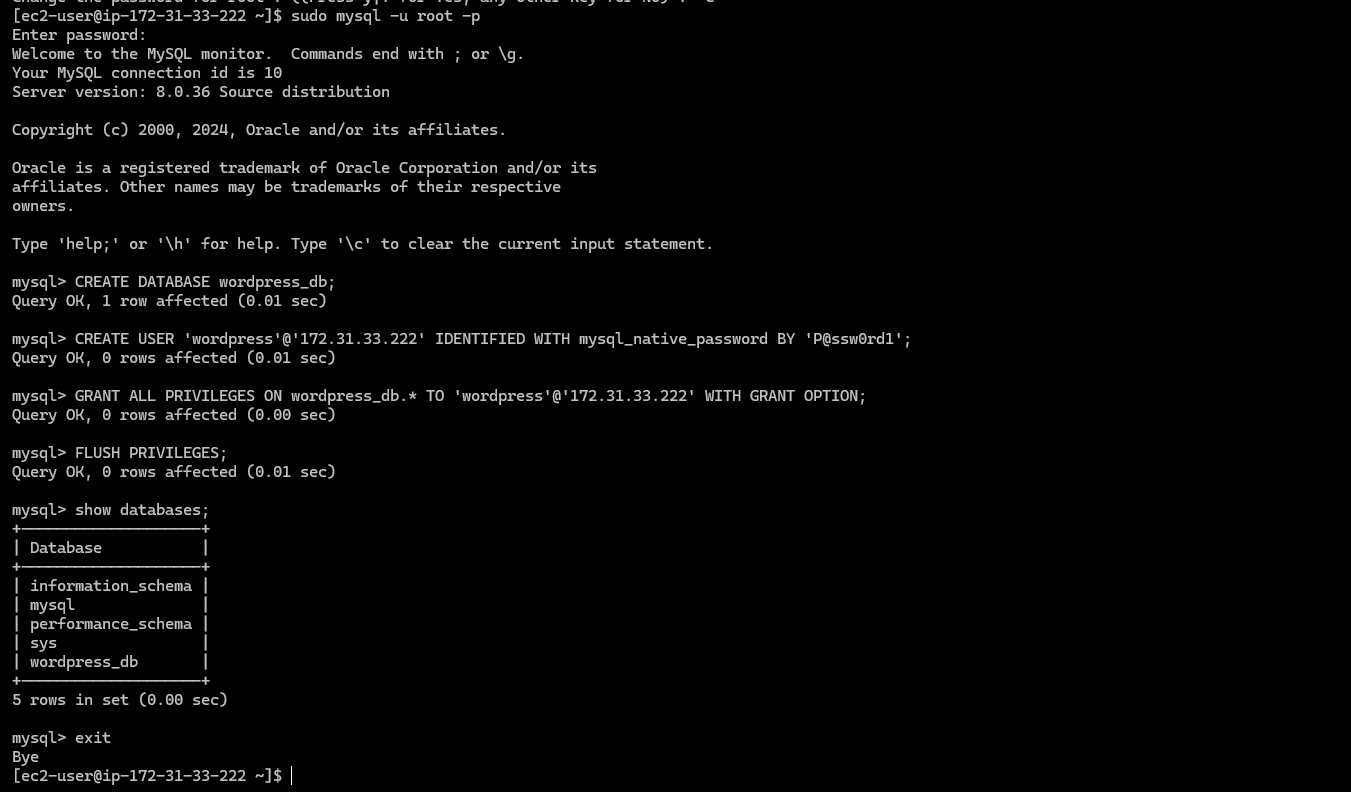 [ec2-user@ip-172-31-33-222 ~]$ sudo mysql -u root -p
Enter password:
Welcome to the MySQL monitor.  Commands end with ; or \g.
Your MySQL connection id is 10
Server version: 8.0.36 Source distribution
Copyright (c) 2000, 2024, Oracle and/or its affiliates.
Oracle is a registered trademark of Oracle Corporation and/or its
affiliates. Other names may be trademarks of their respective
owners.
Type 'help;' or '\h' for help. Type '\c' to clear the current input statement.
mysql> CREATE DATABASE wordpress_db;
Query OK, 1 row affected (0.01 sec)
mysql> CREATE USER 'wordpress'@'172.31.33.222' IDENTIFIED WITH mysql_native_password BY 'P@ssw0rd1';
Query OK, 0 rows affected (0.01 sec)
mysql> GRANT ALL PRIVILEGES ON wordpress_db.* TO 'wordpress'@'172.31.33.222' WITH GRANT OPTION;
Query OK, 0 rows affected (0.00 sec)
mysql> FLUSH PRIVILEGES;
Query OK, 0 rows affected (0.01 sec)
mysql> show databases;
+--------------------+
| Database           |
+--------------------+
| information_schema |
| mysql              |
| performance_schema |
| sys                |
| wordpress_db       |
+--------------------+
5 rows in set (0.00 sec)
mysql> exit
Bye
[ec2-user@ip-172-31-33-222 ~]$